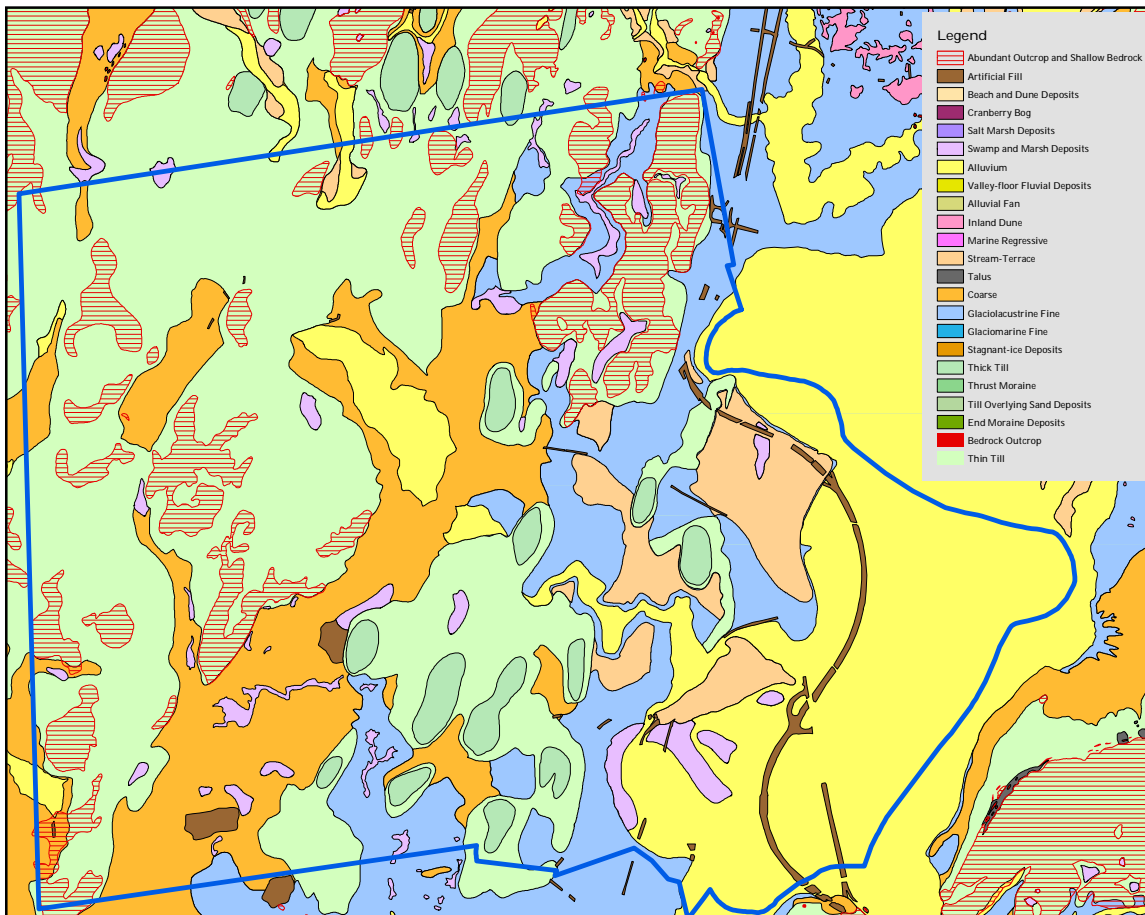 Legend
Abundant Outcrop and Shallow Bedrock
Artificial Fill
Beach and Dune Deposits
Cranberry Bog
Salt Marsh Deposits
Swamp and Marsh Deposits
Alluvium
Valley-floor Fluvial Deposits
Alluvial Fan
Inland Dune
Marine Regressive
Stream-Terrace
Talus
Coarse
Glaciolacustrine Fine
Glaciomarine Fine
Stagnant-ice Deposits
Thick Till
Thrust Moraine
Till Overlying Sand Deposits
End Moraine Deposits
Bedrock Outcrop
Thin Till